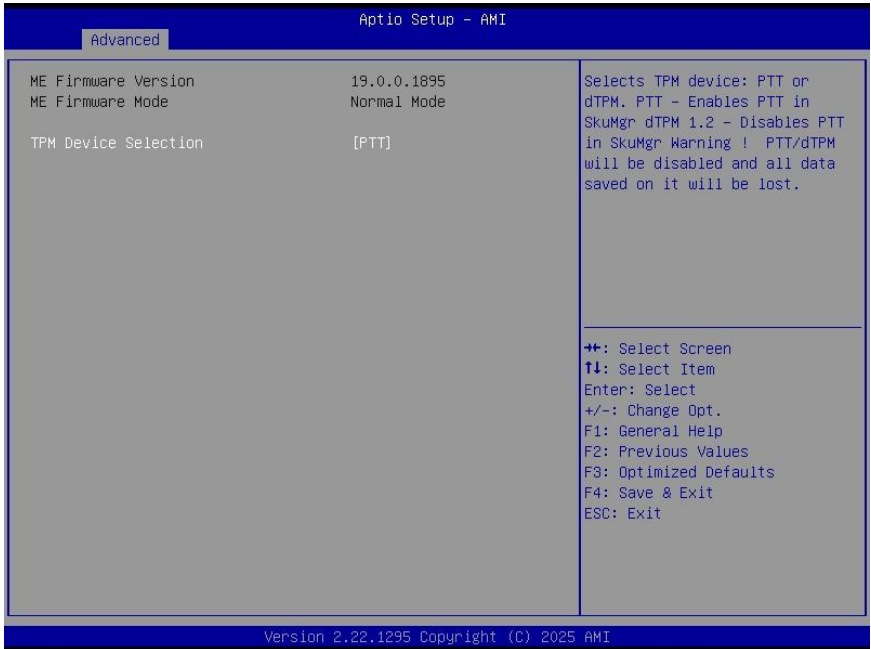 Aptio Setup – AMI
Advanced
ME Firmware Version 19.0.0.1895
ME Firmware Mode Normal Mode
TPM Device Selection [PTT]
Selects TPM device: PTT or
dTPM. PTT – Enables PTT in
SkuMgr dTPM 1.2 – Disables PTT
in SkuMgr Warning ! PTT/dTPM
will be disabled and all data
saved on it will be lost.
→←: Select Screen
↑↓: Select Item
Enter: Select
+/-: Change Opt.
F1: General Help
F2: Previous Values
F3: Optimized Defaults
F4: Save & Exit
ESC: Exit
Version 2.22.1295 Copyright (C) 2025 AMI